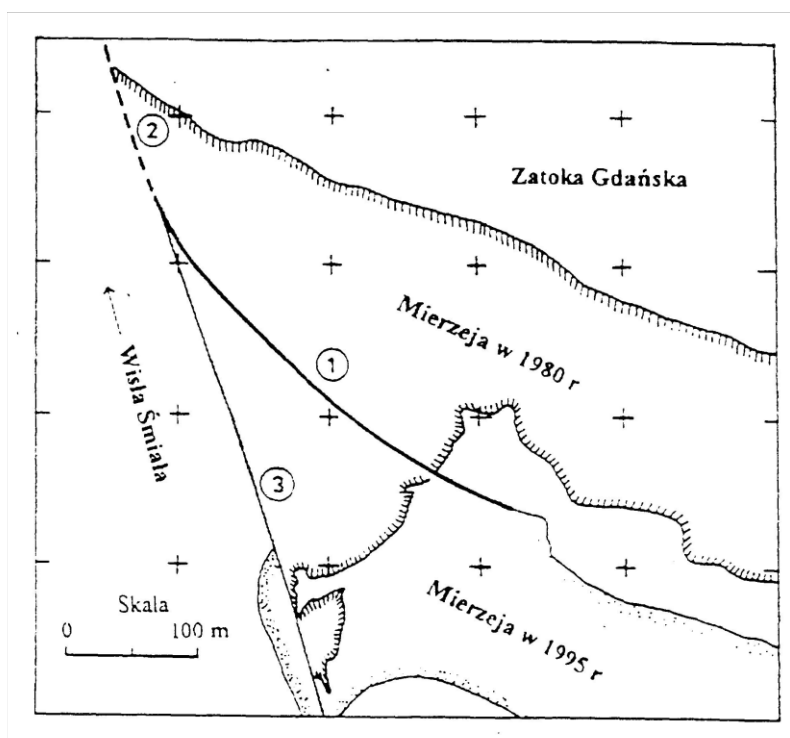 2
Zatoka Gdańska
Mierzeja w 1980 r
1
Wisła Śmiała
3
Skala
0 100 m
Mierzeja w 1995 r